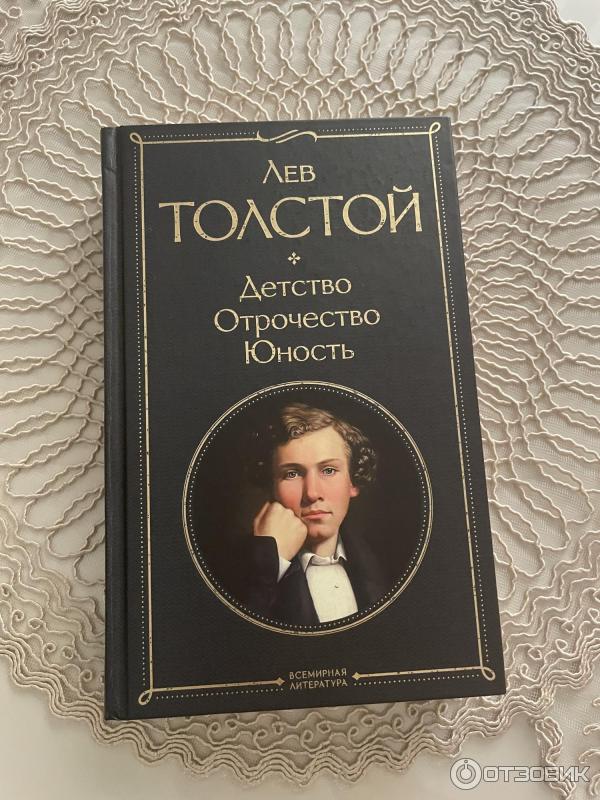 Лев
ТОЛСТОЙ
Детство
Отрочество
Юность
ВСЕМИРНАЯ
ЛИТЕРАТУРА
ОТЗОВИК